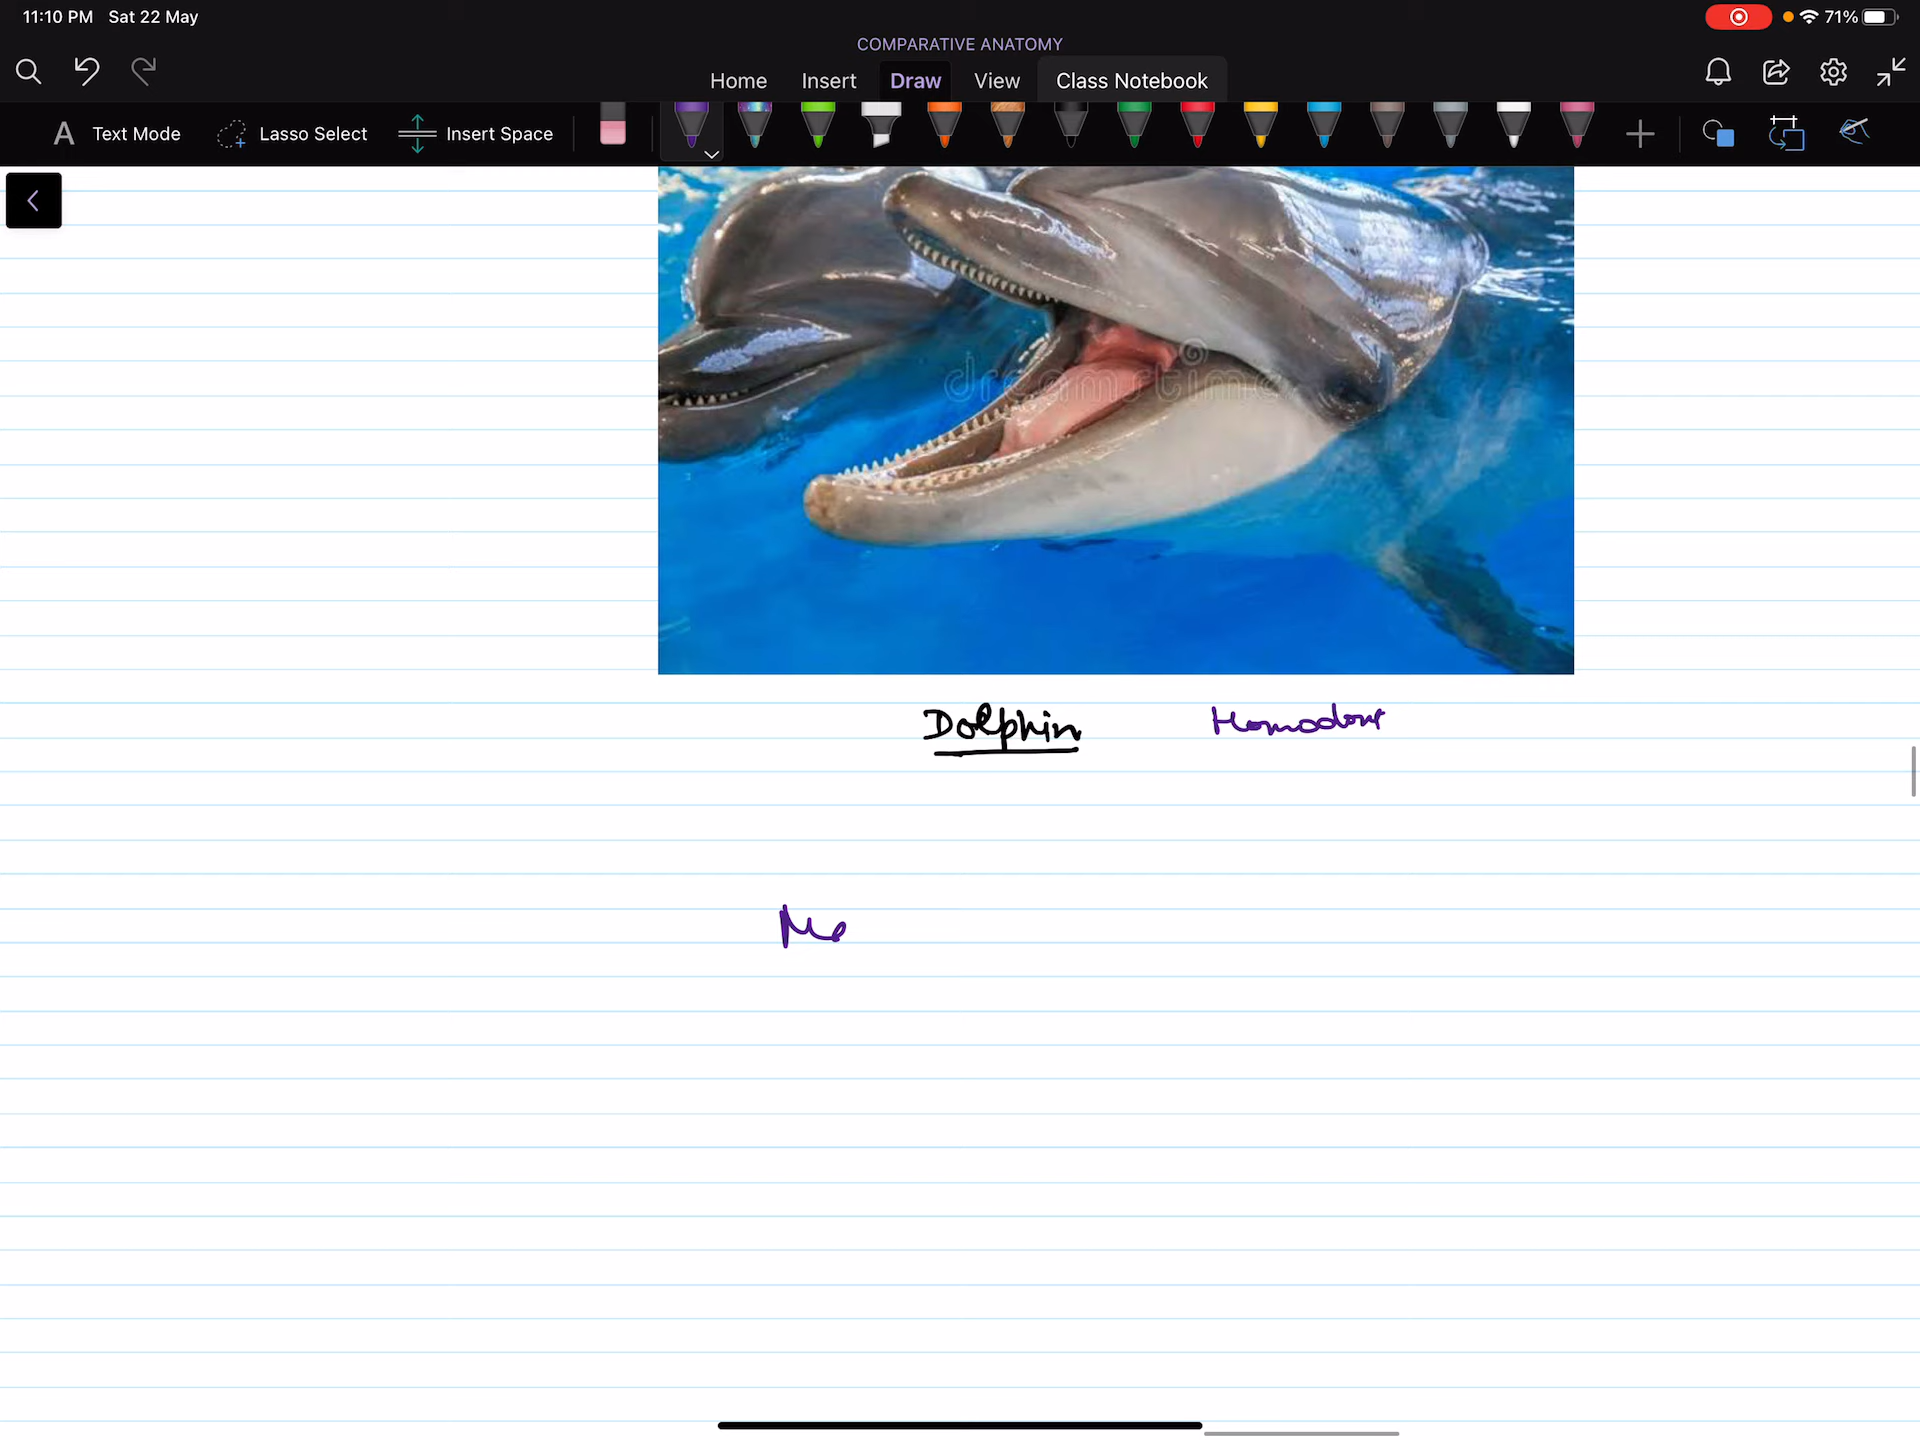 11:10 PM Sat 22 May
71%
COMPARATIVE ANATOMY
Home Insert Draw View Class Notebook
A Text Mode Lasso Select Insert Space
dreamstime
Dolphin Homodont
Mo